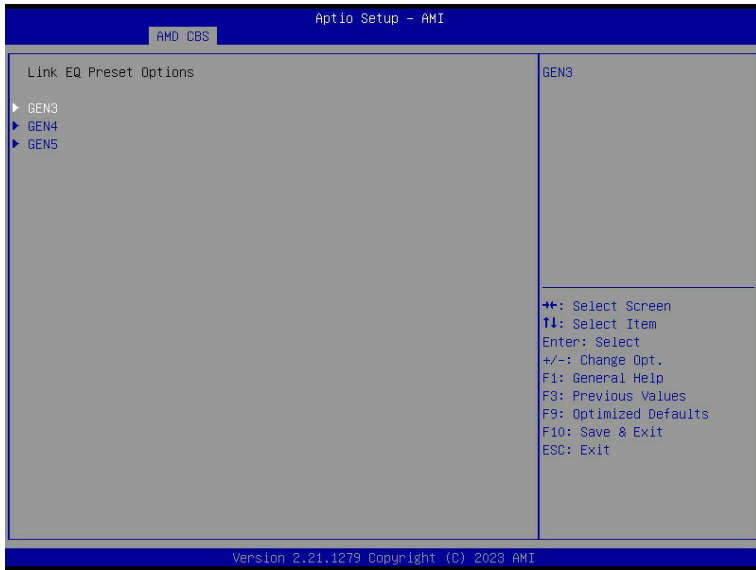 Aptio Setup – AMI
AMD CBS
Link EQ Preset Options
GEN3
GEN4
GEN5
GEN3
→←: Select Screen
↑↓: Select Item
Enter: Select
+/-: Change Opt.
F1: General Help
F3: Previous Values
F9: Optimized Defaults
F10: Save & Exit
ESC: Exit
Version 2.21.1279 Copyright (C) 2023 AMI